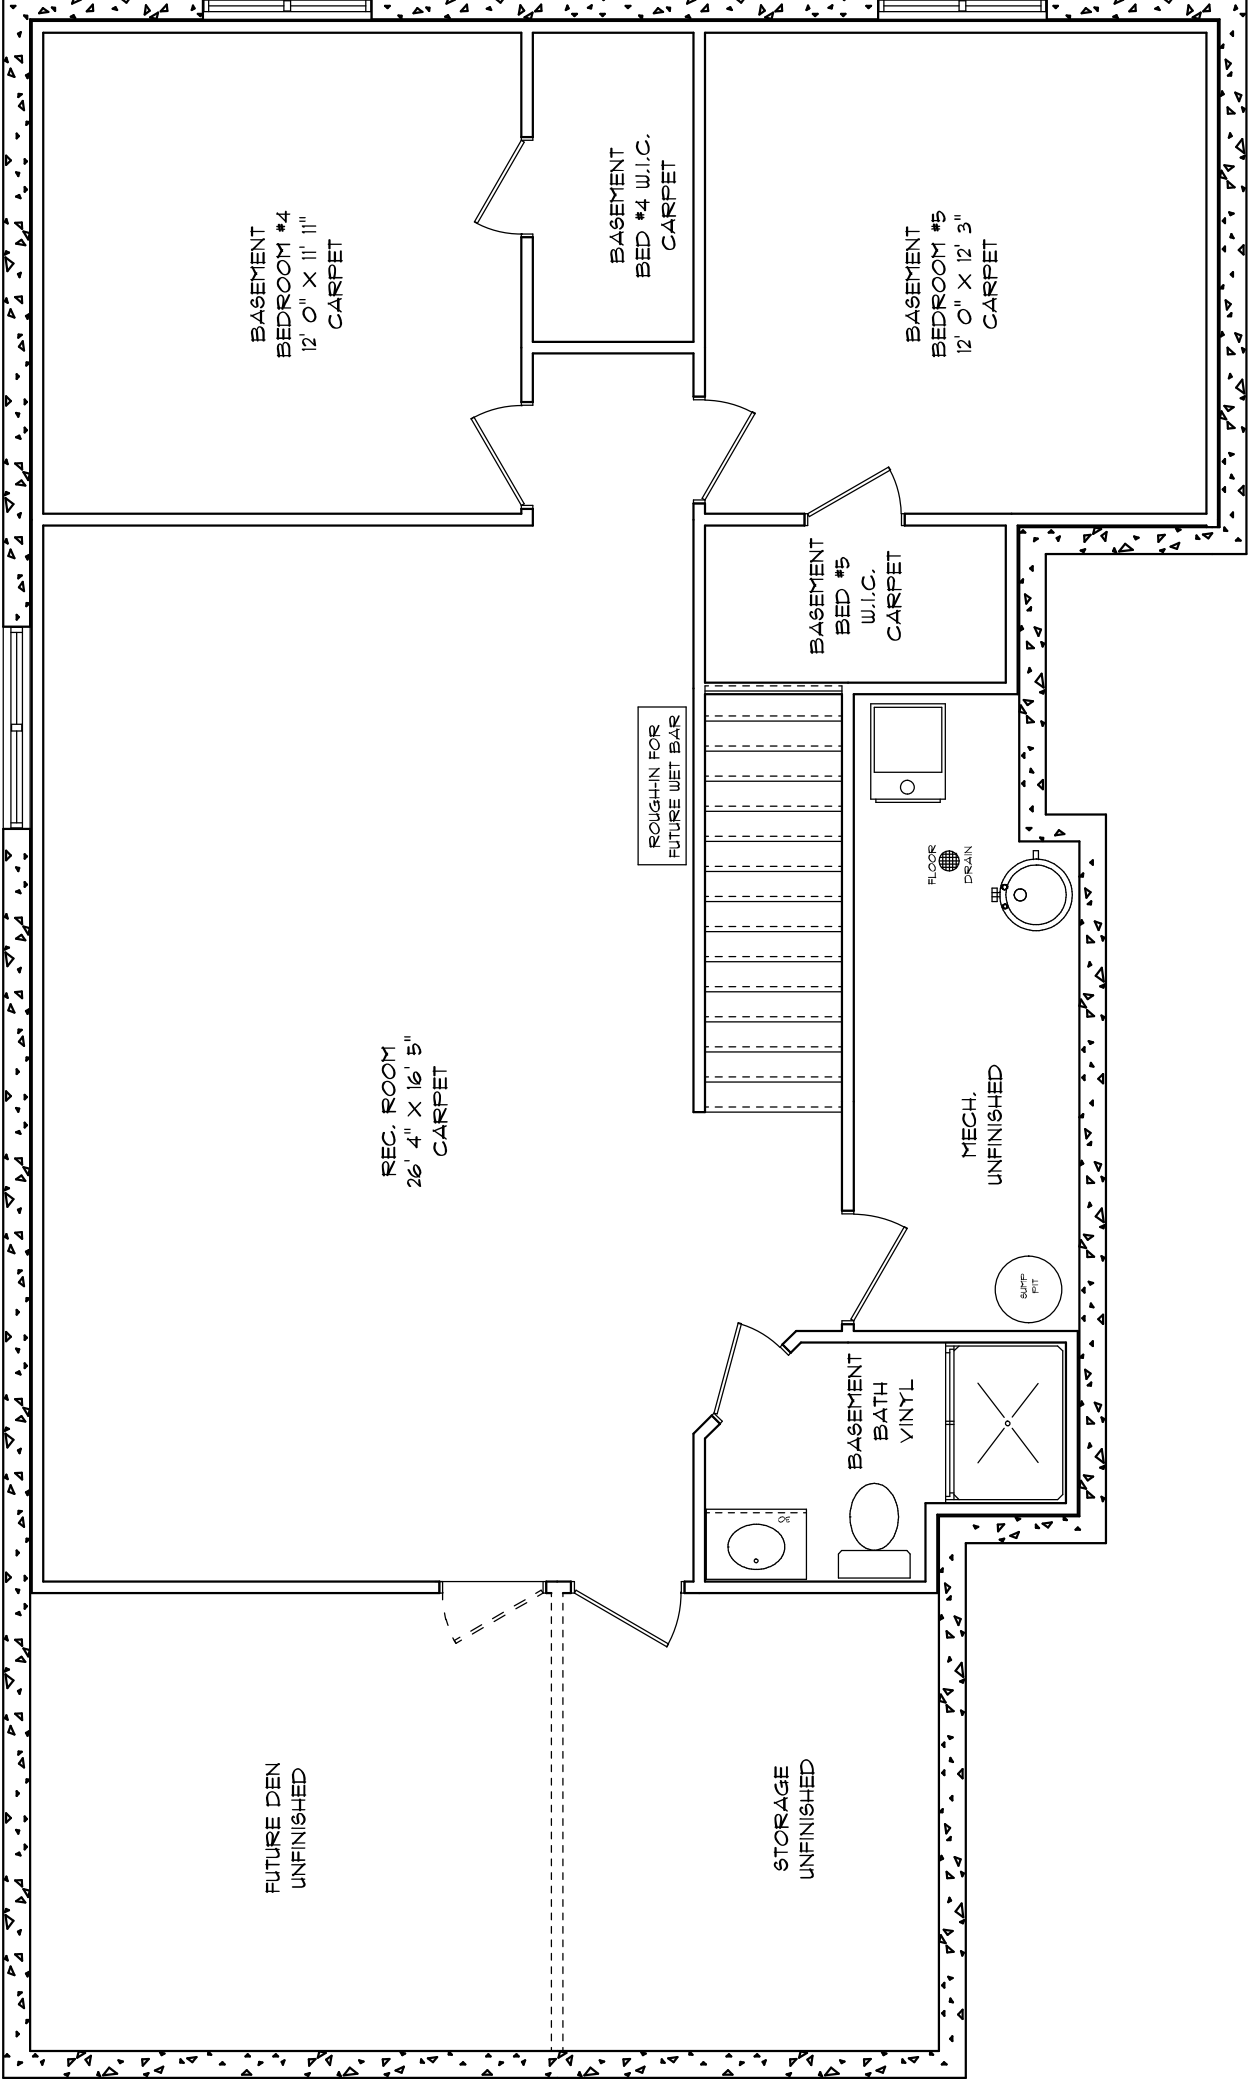 BASEMENT
BEDROOM #4
12' 0" X 11' 11"
CARPET
BASEMENT
BED #4 W.I.C.
CARPET
BASEMENT
BEDROOM #5
12' 0" X 12' 3"
CARPET
BASEMENT
BED #5
W.I.C.
CARPET
ROUGH-IN FOR
FUTURE WET BAR
FLOOR
DRAIN
REC. ROOM
26' 4" X 16' 5"
CARPET
MECH.
UNFINISHED
SUMP
PIT
BASEMENT
BATH
VINYL
FUTURE DEN
UNFINISHED
STORAGE
UNFINISHED